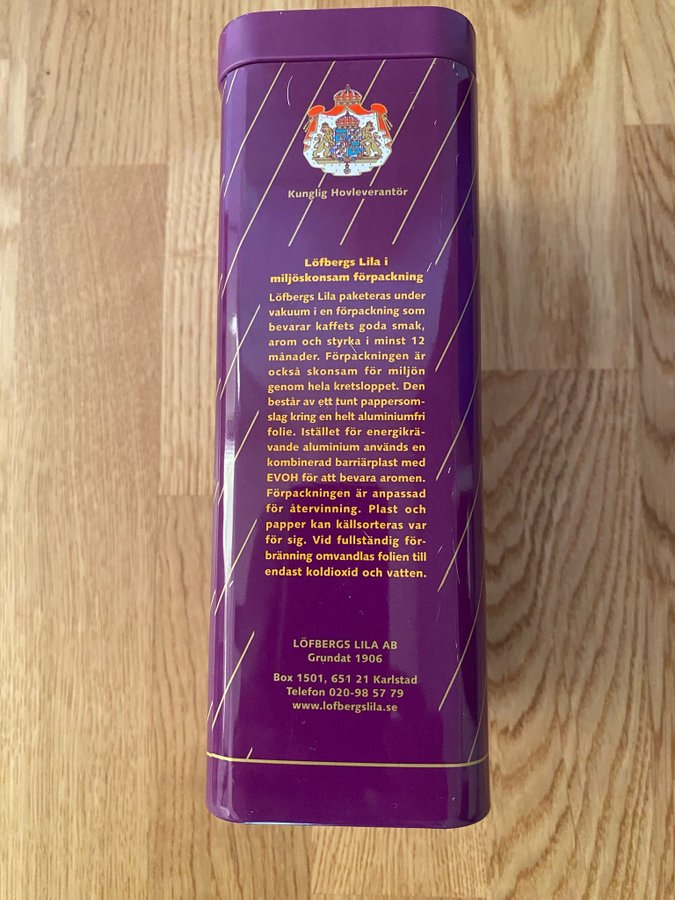 Kunglig Hovleverantör
Löfbergs Lila i
miljöskonsam förpackning
Löfbergs Lila paketeras under
vakuum i en förpackning som
bevarar kaffets goda smak,
arom och styrka i minst 12
månader. Förpackningen är
också skonsam för miljön
genom hela kretsloppet. Den
består av ett tunt pappersom-
slag kring en helt aluminiumfri
folie. Istället för energikrä-
vande aluminium används en
kombinerad barriärplast med
EVOH för att bevara aromen.
Förpackningen är anpassad
för återvinning. Plast och
papper kan källsorteras var
för sig. Vid fullständig för-
bränning omvandlas folien till
endast koldioxid och vatten.
LÖFBERGS LILA AB
Grundat 1906
Box 1501, 651 21 Karlstad
Telefon 020-98 57 79
www.lofbergslila.se